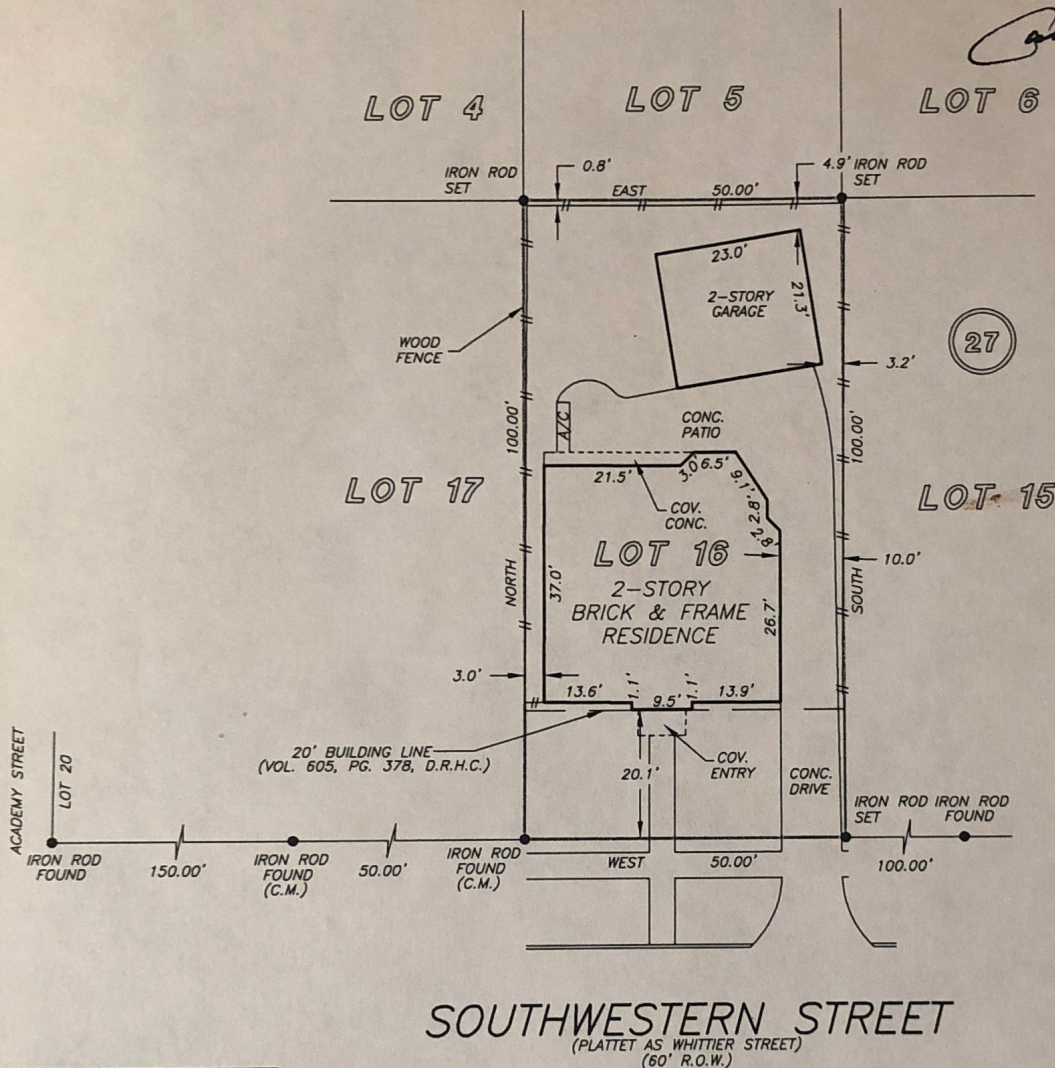 LOT 4
LOT 5
LOT 6
IRON ROD
SET
0.8'
EAST
50.00'
4.9'
IRON ROD
SET
23.0'
21.3'
2-STORY
GARAGE
WOOD
FENCE
27
3.2'
A/C
CONC.
PATIO
100.00'
100.00'
LOT 17
21.5'
3.0'
6.5'
9.1'
2.8'
COV.
CONC.
LOT 15
LOT 16
2-STORY
BRICK & FRAME
RESIDENCE
10.0'
NORTH
37.0'
26.7'
SOUTH
3.0'
13.6'
1.1'
9.5'
1.1'
13.9'
20' BUILDING LINE
(VOL. 605, PG. 378, D.R.H.C.)
20.1'
COV.
ENTRY
CONC.
DRIVE
ACADEMY STREET
LOT 20
IRON ROD
FOUND
150.00'
IRON ROD
FOUND
(C.M.)
50.00'
IRON ROD
FOUND
(C.M.)
WEST
50.00'
IRON ROD
SET
IRON ROD
FOUND
100.00'
SOUTHWESTERN STREET
(PLATTET AS WHITTIER STREET)
(60' R.O.W.)